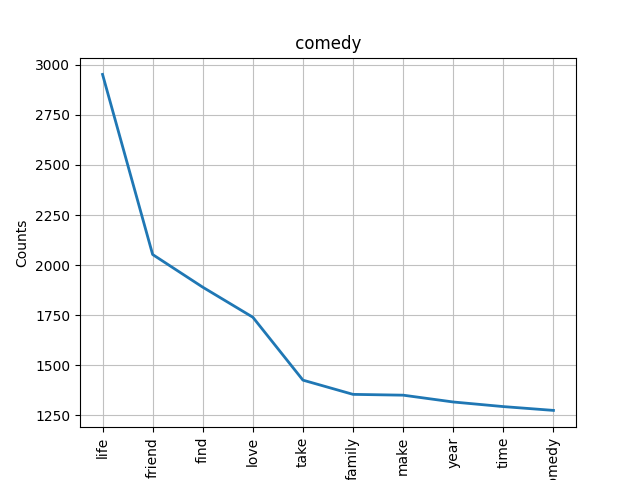 comedy
3000
2750
2500
2250
2000
1750
1500
1250
Counts
life
friend
find
love
take
family
make
year
time
omedy